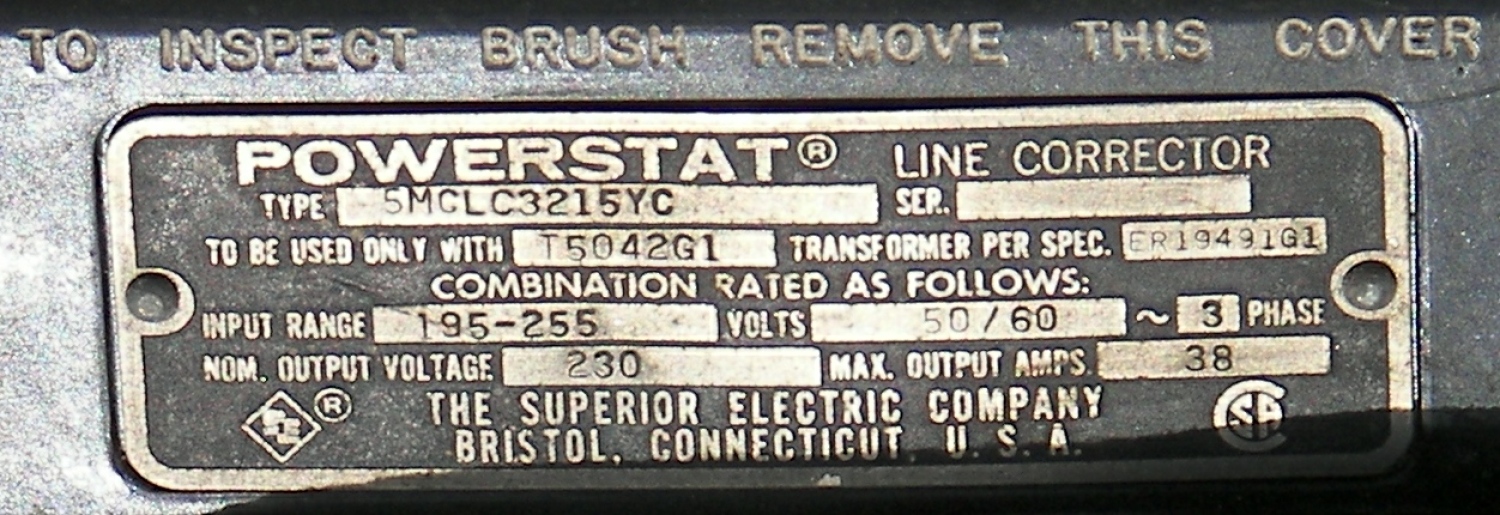 TO INSPECT BRUSH REMOVE THIS COVER
POWERSTAT® LINE CORRECTOR
TYPE 5MCLC3215YC SER.
TO BE USED ONLY WITH T5042G1 TRANSFORMER PER SPEC. ER19491G1
COMBINATION RATED AS FOLLOWS:
INPUT RANGE 195-255 VOLTS 50/60 ~ 3 PHASE
NOM. OUTPUT VOLTAGE 230 MAX. OUTPUT AMPS 38
SE ® THE SUPERIOR ELECTRIC COMPANY SA
BRISTOL, CONNECTICUT, U. S. A.